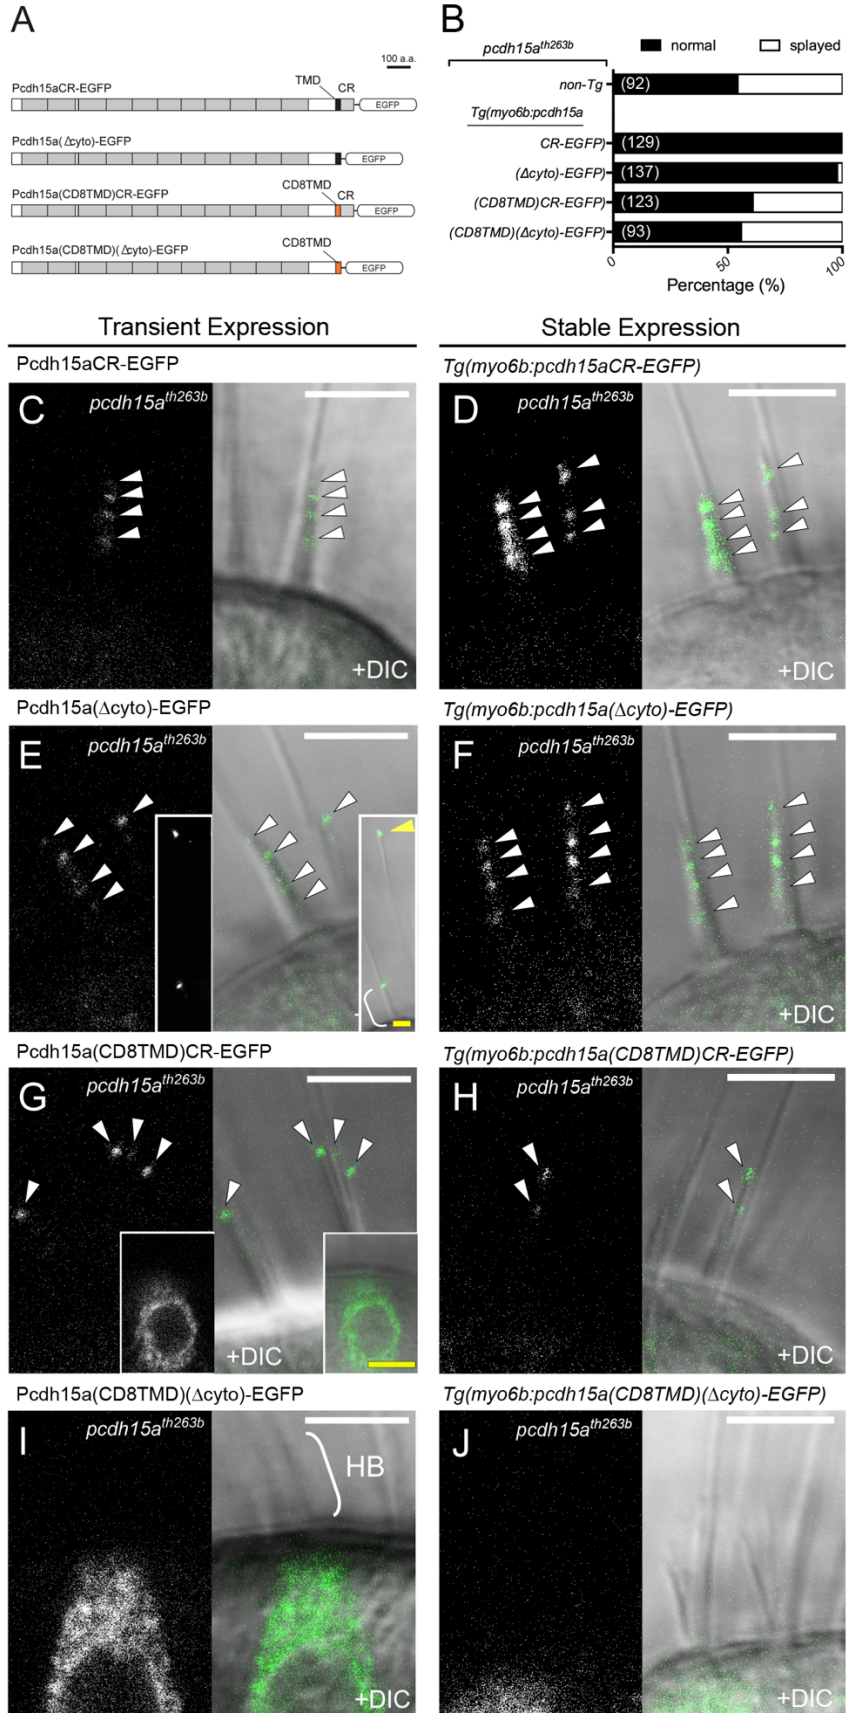 A
100 a.a.
TMD
CR
Pcdh15aCR-EGFP
EGFP
Pcdh15a(Δcyto)-EGFP
EGFP
CD8TMD
CR
Pcdh15a(CD8TMD)CR-EGFP
EGFP
CD8TMD
Pcdh15a(CD8TMD)(Δcyto)-EGFP
EGFP
B
pcdh15a^th263b
normal
splayed
non-Tg
(92)
Tg(myo6b:pcdh15a
CR-EGFP)
(129)
(Δcyto)-EGFP)
(137)
(CD8TMD)CR-EGFP)
(123)
(CD8TMD)(Δcyto)-EGFP)
(93)
0
50
100
Percentage (%)
Transient Expression
Stable Expression
Pcdh15aCR-EGFP
Tg(myo6b:pcdh15aCR-EGFP)
C
pcdh15a^th263b
+DIC
D
pcdh15a^th263b
+DIC
Pcdh15a(Δcyto)-EGFP
Tg(myo6b:pcdh15a(Δcyto)-EGFP)
E
pcdh15a^th263b
F
pcdh15a^th263b
+DIC
Pcdh15a(CD8TMD)CR-EGFP
Tg(myo6b:pcdh15a(CD8TMD)CR-EGFP)
G
pcdh15a^th263b
+DIC
H
pcdh15a^th263b
+DIC
Pcdh15a(CD8TMD)(Δcyto)-EGFP
Tg(myo6b:pcdh15a(CD8TMD)(Δcyto)-EGFP)
I
pcdh15a^th263b
HB
+DIC
J
pcdh15a^th263b
+DIC